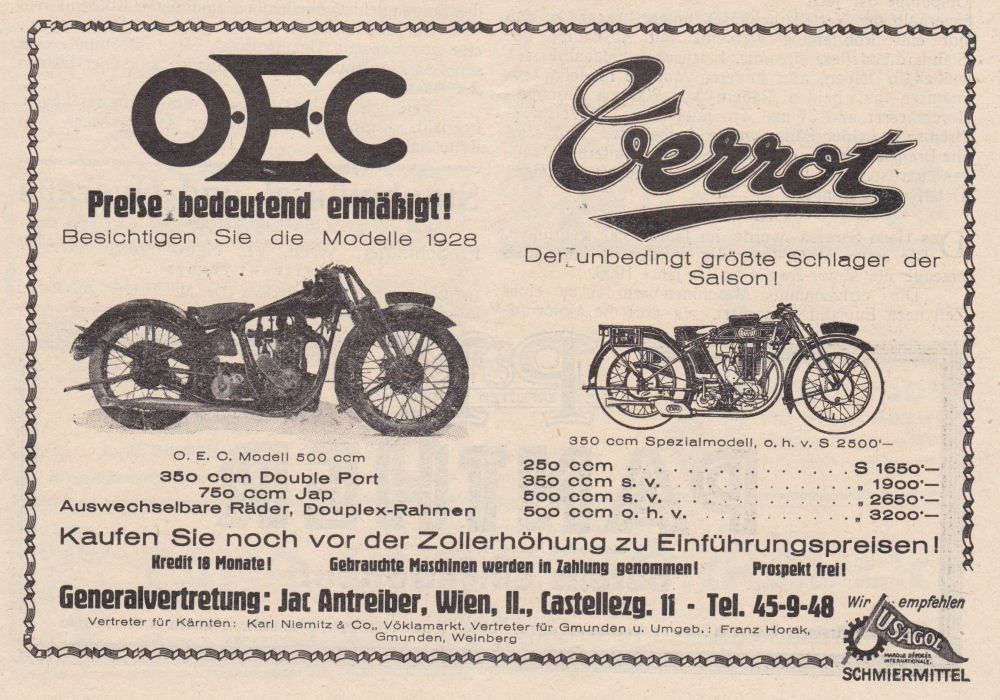 O·E·C
Preise bedeutend ermäßigt!
Besichtigen Sie die Modelle 1928
O. E. C. Modell 500 ccm
350 ccm Double Port
750 ccm Jap
Auswechselbare Räder, Douplex-Rahmen
Terrot
Der unbedingt größte Schlager der
Saison!
350 ccm Spezialmodell, o. h. v. S 2500'—
250 ccm . . . . . . . . . . . . . S 1650'—
350 ccm s. v. . . . . . . . . . . . „ 1900'—
500 ccm s. v. . . . . . . . . . . . „ 2650'—
500 ccm o. h. v. . . . . . . . . . . „ 3200'—
Kaufen Sie noch vor der Zollerhöhung zu Einführungspreisen!
Kredit 18 Monate! Gebrauchte Maschinen werden in Zahlung genommen! Prospekt frei!
Generalvertretung: Jac Antreiber, Wien, II., Castellezg. 11 - Tel. 45-9-48
Vertreter für Kärnten: Karl Niemitz & Co., Vöklamarkt. Vertreter für Gmunden u. Umgeb.: Franz Horak,
Gmunden, Weinberg
Wir empfehlen
USAGOL
MARQUE DÉPOSÉE
INTERNATIONALE.
SCHMIERMITTEL